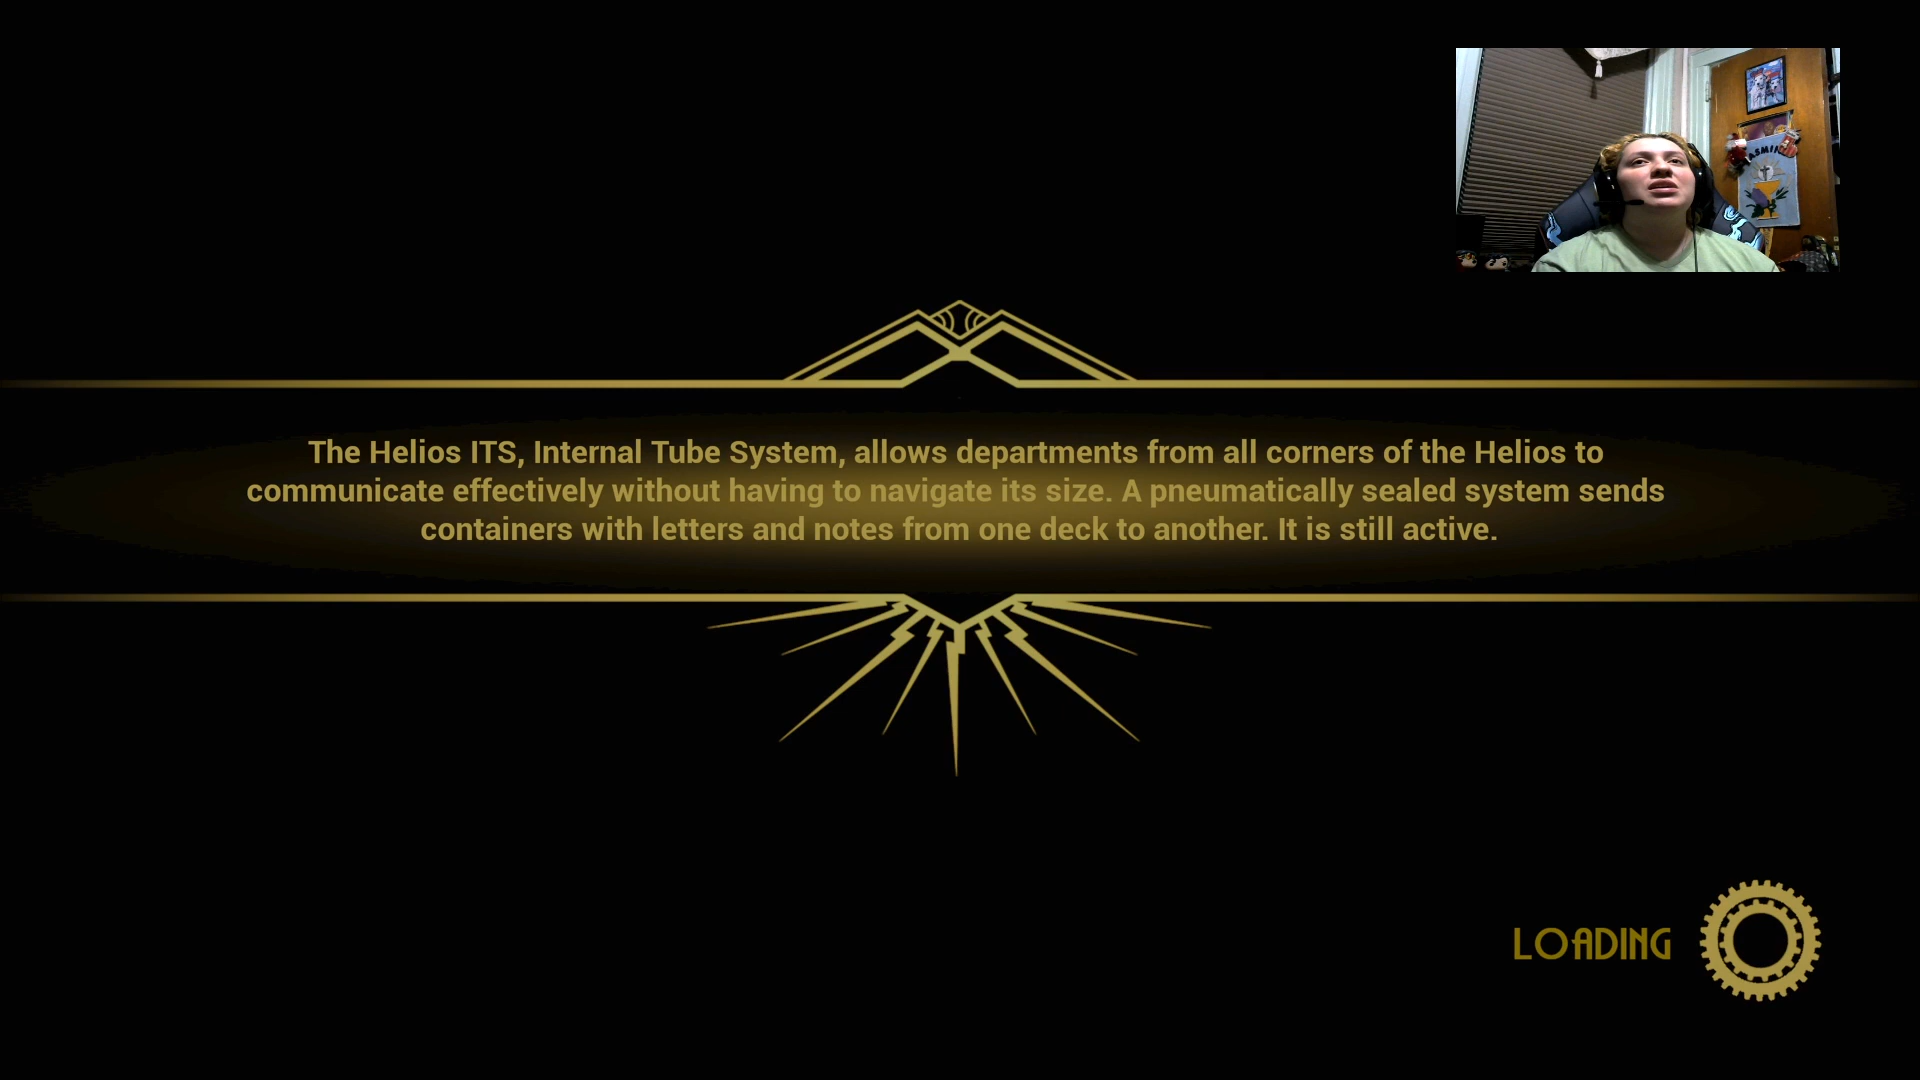 The Helios ITS, Internal Tube System, allows departments from all corners of the Helios to
communicate effectively without having to navigate its size. A pneumatically sealed system sends
containers with letters and notes from one deck to another. It is still active.
LOADING